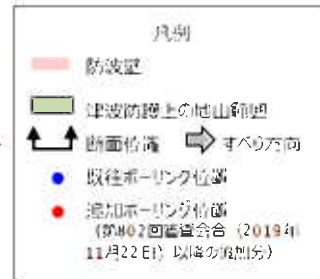 凡例
防波壁
津波防護上の地山範囲
断面位置 すべり方向
既往ボーリング位置
追加ボーリング位置
(第802回審査会合(2019年
11月22日)以降の追加分)